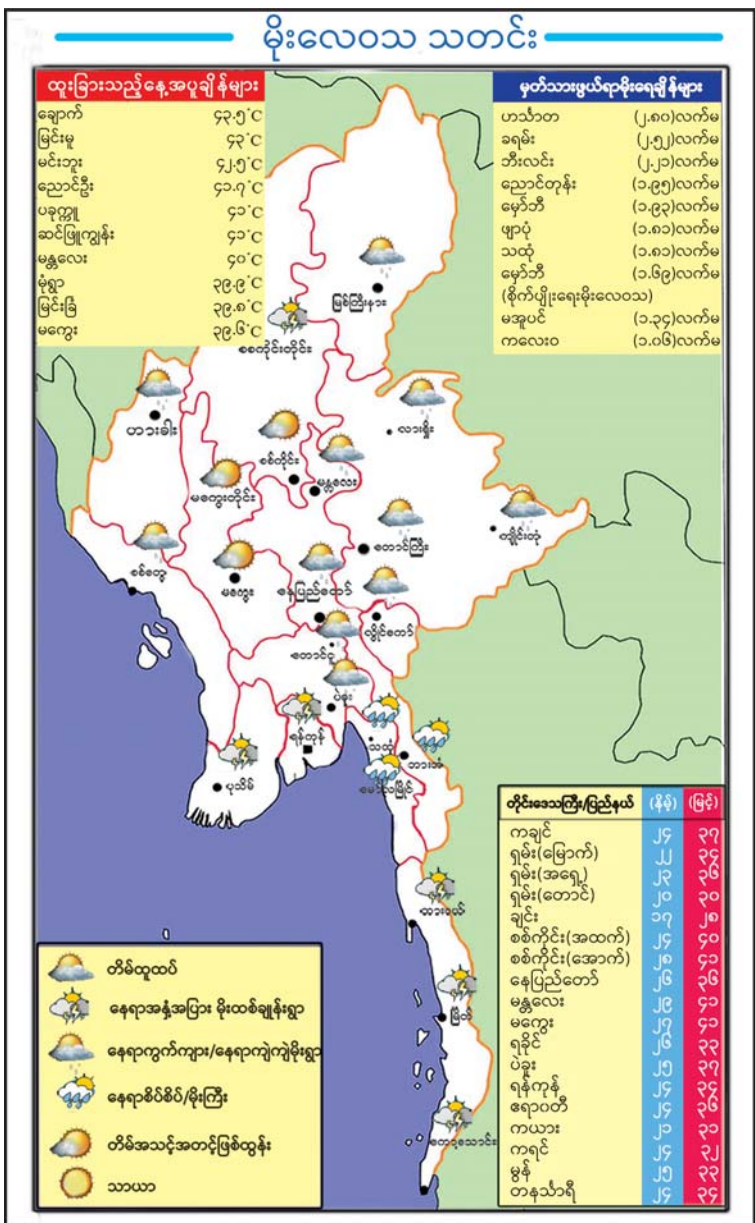 မိုးလေဝသ သတင်း
ထူးခြားသည့်နေ့အပူချိန်များ
ချောက် ၄၃.၅°C
မြင်းမူ ၄၃°C
မင်းဘူး ၄၂.၅°C
ညောင်ဦး ၄၁.၇°C
ပခုက္ကူ ၄၁°C
ဆင်ဖြူကျွန်း ၄၁°C
မန္တလေး ၄၀°C
မုံရွာ ၃၉.၉°C
မြင်းခြံ ၃၉.၈°C
မကွေး ၃၉.၆°C
မှတ်သားဖွယ်ရာမိုးရေချိန်များ
ဟင်္သာတ (၂.၈၀)လက်မ
ခရမ်း (၂.၅၂)လက်မ
ဘီးလင်း (၂.၂၁)လက်မ
ညောင်တုန်း (၁.၉၅)လက်မ
မှော်ဘီ (၁.၉၃)လက်မ
ဖျာပုံ (၁.၈၁)လက်မ
သထုံ (၁.၈၁)လက်မ
မှော်ဘီ (၁.၆၉)လက်မ
(စိုက်ပျိုးရေးမိုးလေဝသ)
မအူပင် (၁.၃၄)လက်မ
ကလေးဝ (၁.၀၆)လက်မ
မြစ်ကြီးနား
စစကိုင်းတိုင်း
ဟားခါး
လားရှိုး
စစ်ကိုင်း
မန္တလေး
မကွေးတိုင်း
ကျိုင်းတုံ
တောင်ကြီး
စစ်တွေ
မကွေး
နေပြည်တော်
လွိုင်ကော်
တောင်ငူ
ပဲခူး
ရန်ကုန်
သထုံ
ဘားအံ
ပုသိမ်
မော်လမြိုင်
ထားဝယ်
မြိတ်
ကော့သောင်း
တိမ်ထူထပ်
နေရာအနှံ့အပြား မိုးထစ်ချုန်းရွာ
နေရာကွက်ကျား/နေရာကျဲကျဲမိုးရွာ
နေရာစိပ်စိပ်/မိုးကြီး
တိမ်အသင့်အတင့်ဖြစ်ထွန်း
သာယာ
တိုင်းဒေသကြီး/ပြည်နယ် (နိမ့်) (မြင့်)
ကချင် ၂၄ ၃၇
ရှမ်း(မြောက်) ၂၂ ၃၄
ရှမ်း(အရှေ့) ၂၃ ၃၆
ရှမ်း(တောင်) ၂၀ ၃၀
ချင်း ၁၇ ၂၈
စစ်ကိုင်း(အထက်) ၂၄ ၄၀
စစ်ကိုင်း(အောက်) ၂၈ ၄၁
နေပြည်တော် ၂၆ ၃၆
မန္တလေး ၂၉ ၄၁
မကွေး ၂၇ ၄၁
ရခိုင် ၂၆ ၃၃
ပဲခူး ၂၅ ၃၇
ရန်ကုန် ၂၄ ၃၄
ဧရာဝတီ ၂၄ ၃၆
ကယား ၂၁ ၃၁
ကရင် ၂၄ ၃၂
မွန် ၂၅ ၃၃
တနင်္သာရီ ၂၄ ၃၄